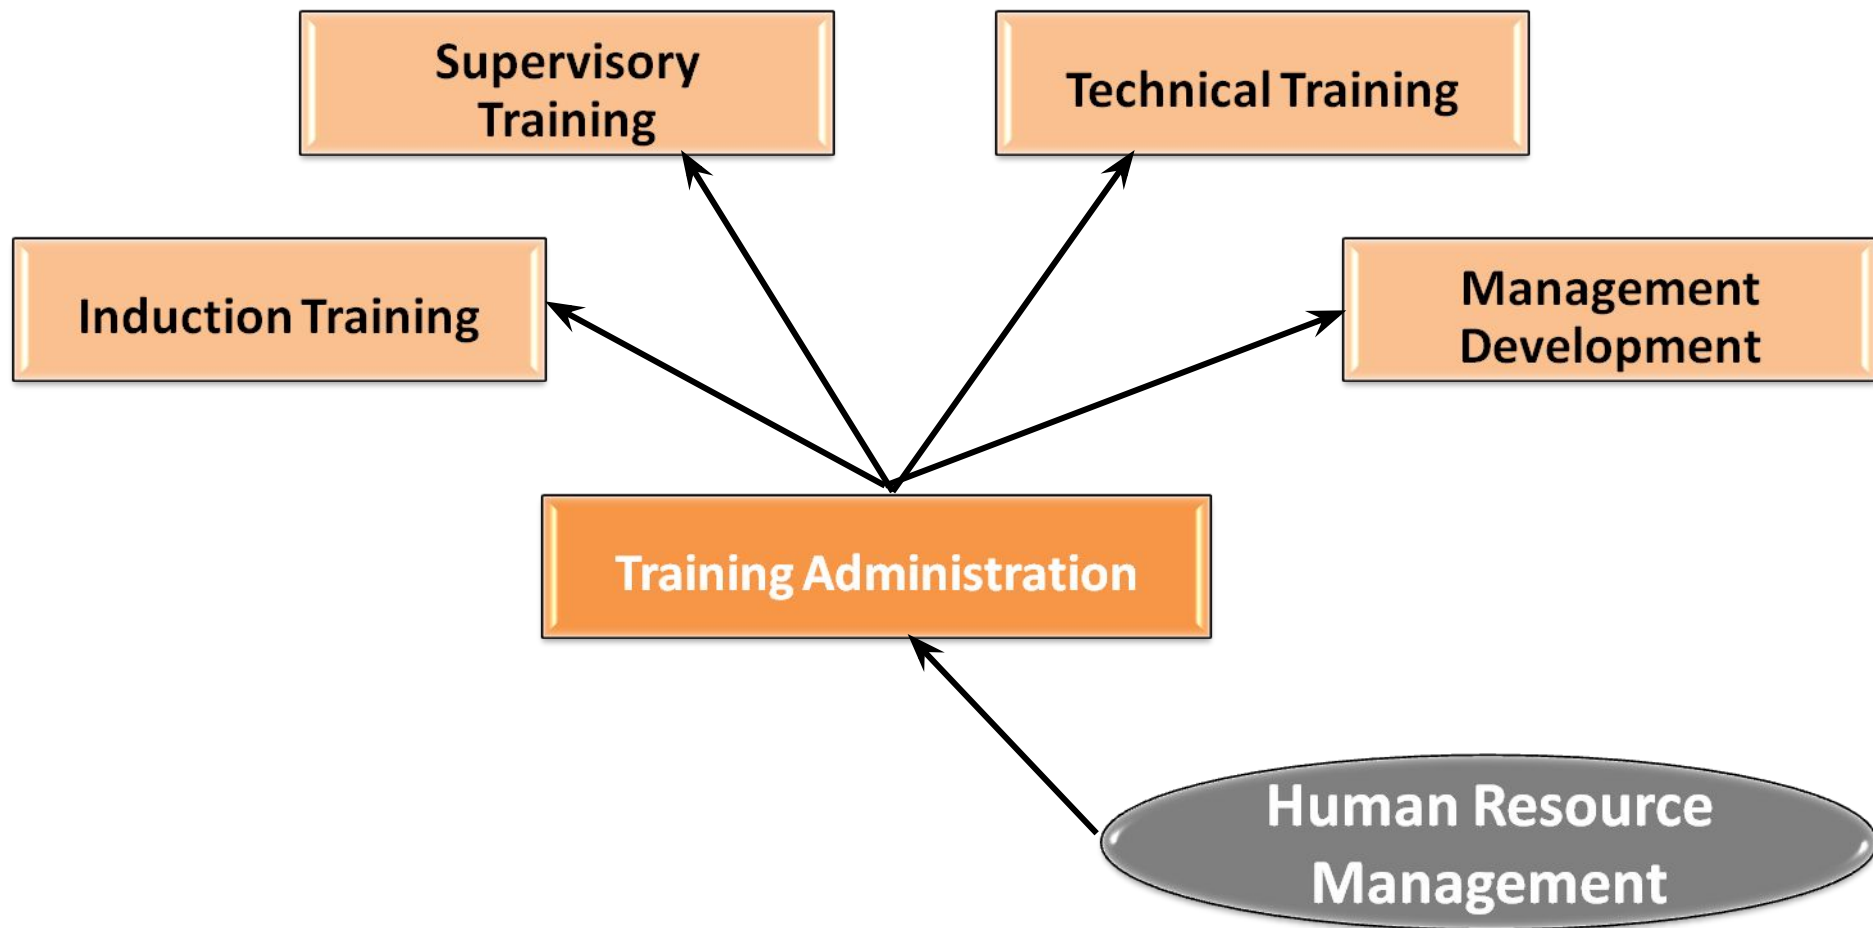 Supervisory
Training
Technical Training
Induction Training
Management
Development
Training Administration
Human Resource
Management